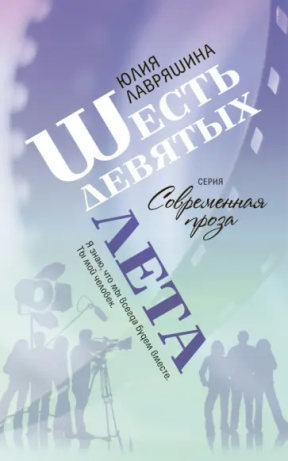 ЮЛИЯ
ЛАВРЯШИНА
ШЕСТЬ
ДЕВЯТЫХ
ЛЕТА
СЕРИЯ
Современная
проза
Я знаю, что мы всегда будем вместе.
Ты мой человек.